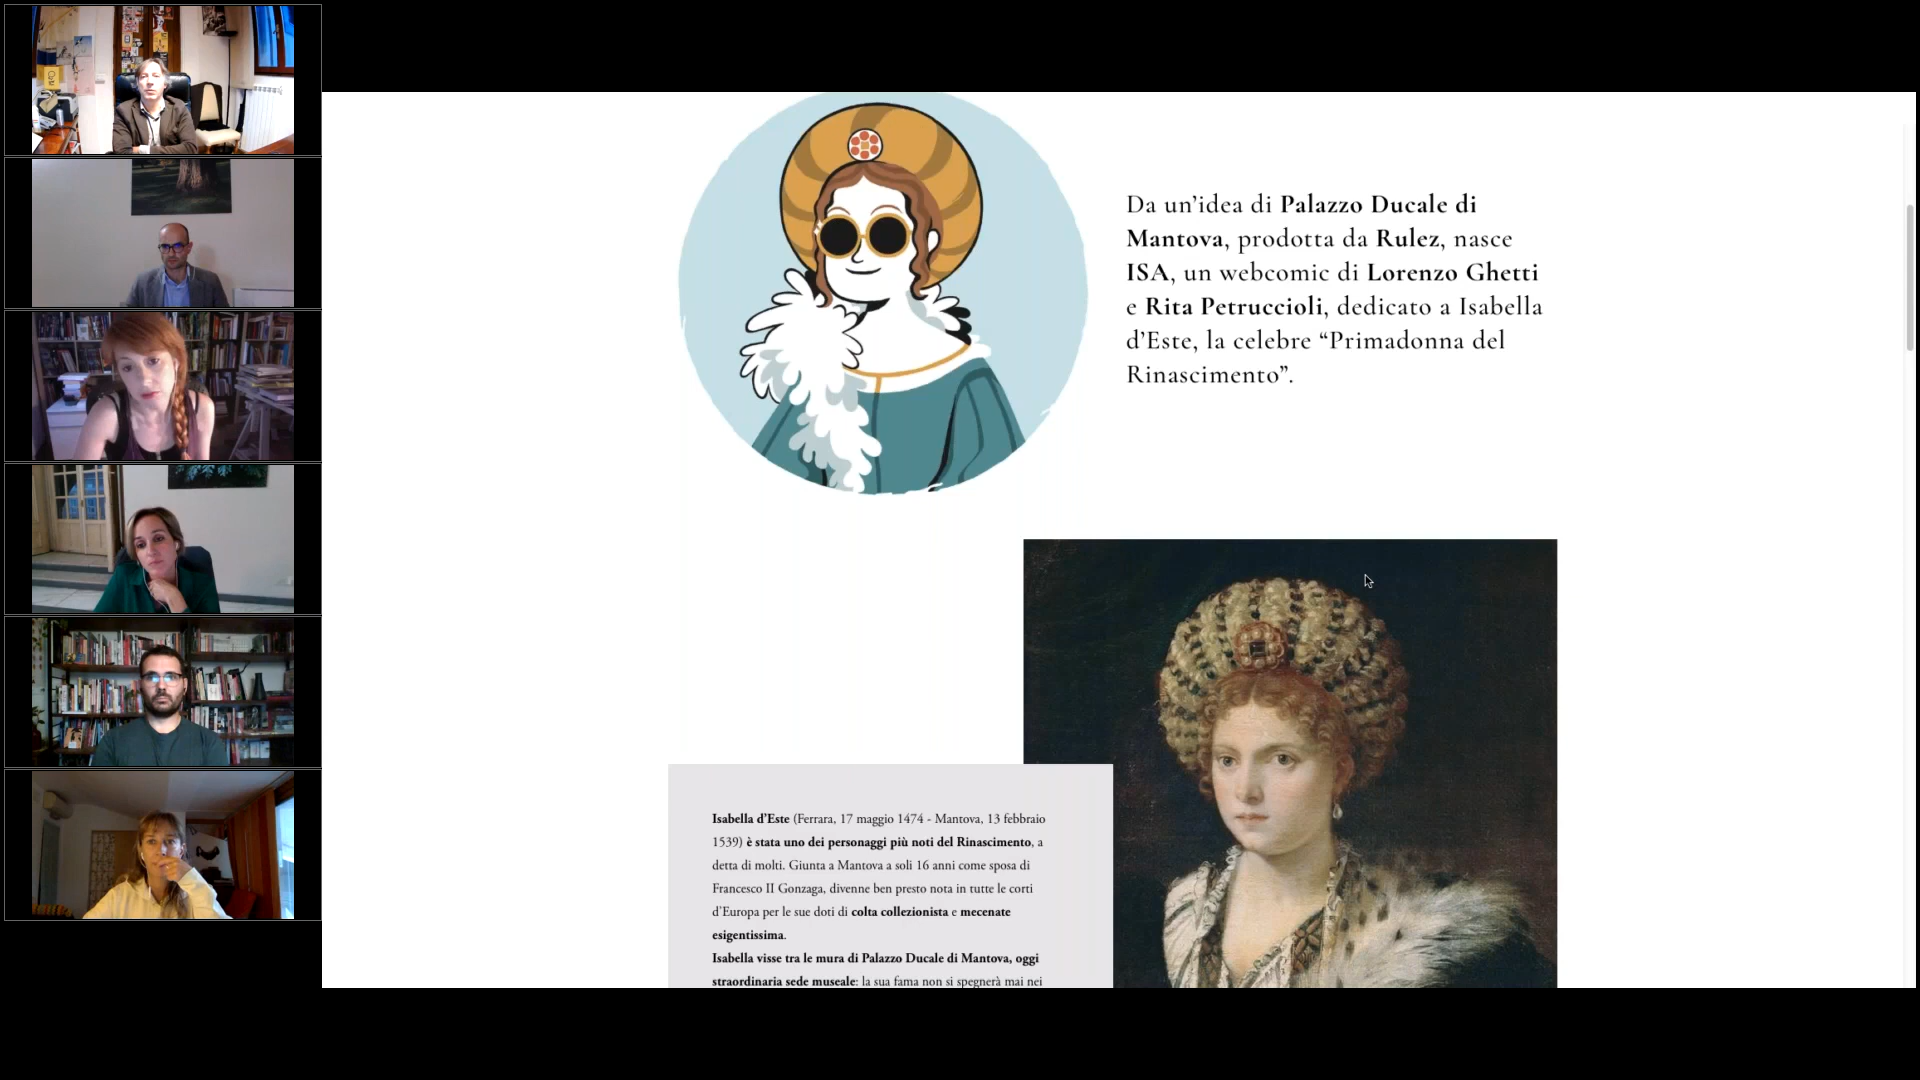 Da un’idea di Palazzo Ducale di
Mantova, prodotta da Rulez, nasce
ISA, un webcomic di Lorenzo Ghetti
e Rita Petruccioli, dedicato a Isabella
d’Este, la celebre “Primadonna del
Rinascimento”.
Isabella d’Este (Ferrara, 17 maggio 1474 - Mantova, 13 febbraio
1539) è stata uno dei personaggi più noti del Rinascimento, a
detta di molti. Giunta a Mantova a soli 16 anni come sposa di
Francesco II Gonzaga, divenne ben presto nota in tutte le corti
d’Europa per le sue doti di colta collezionista e mecenate
esigentissima.
Isabella visse tra le mura di Palazzo Ducale di Mantova, oggi
straordinaria sede museale: la sua fama non si spegnerà mai nei